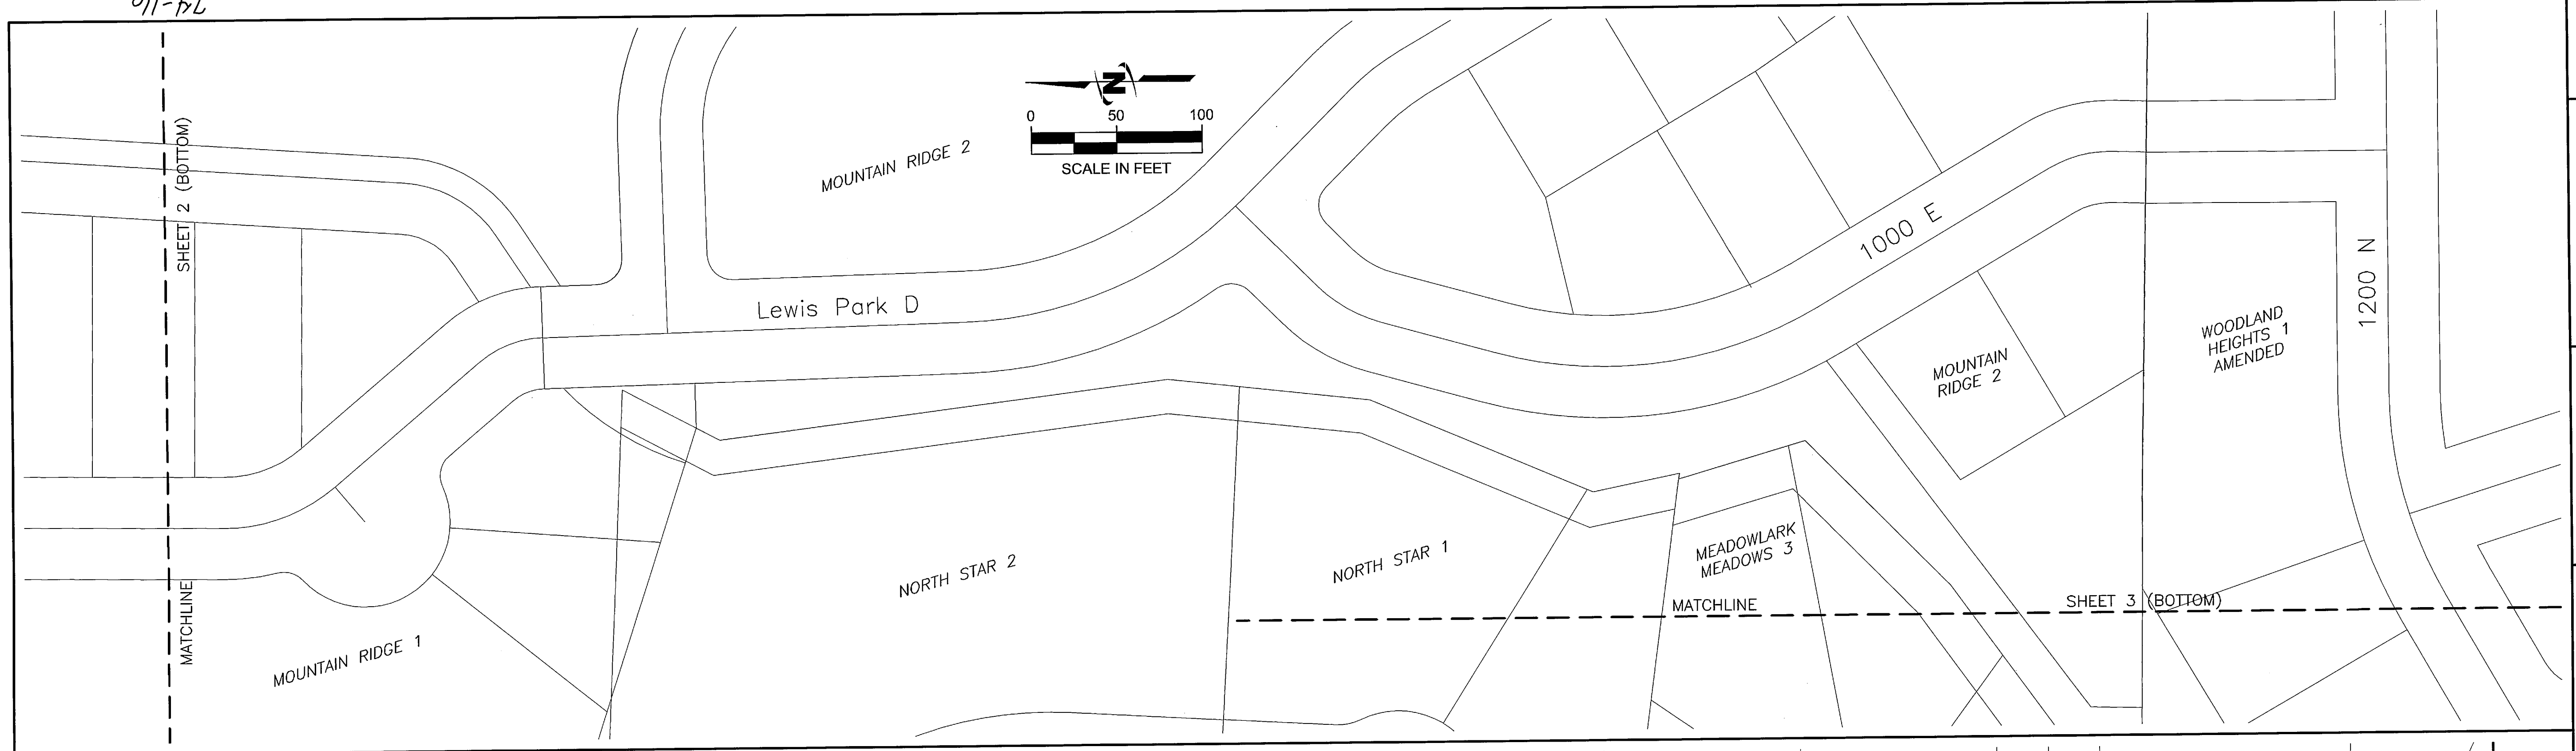 74-116
SHEET 2 (BOTTOM)
MATCHLINE
MOUNTAIN RIDGE 2
N
0 50 100
SCALE IN FEET
Lewis Park D
1000 E
1200 N
WOODLAND
HEIGHTS 1
AMENDED
MOUNTAIN
RIDGE 2
MEADOWLARK
MEADOWS 3
NORTH STAR 2
NORTH STAR 1
MATCHLINE
SHEET 3 (BOTTOM)
MOUNTAIN RIDGE 1